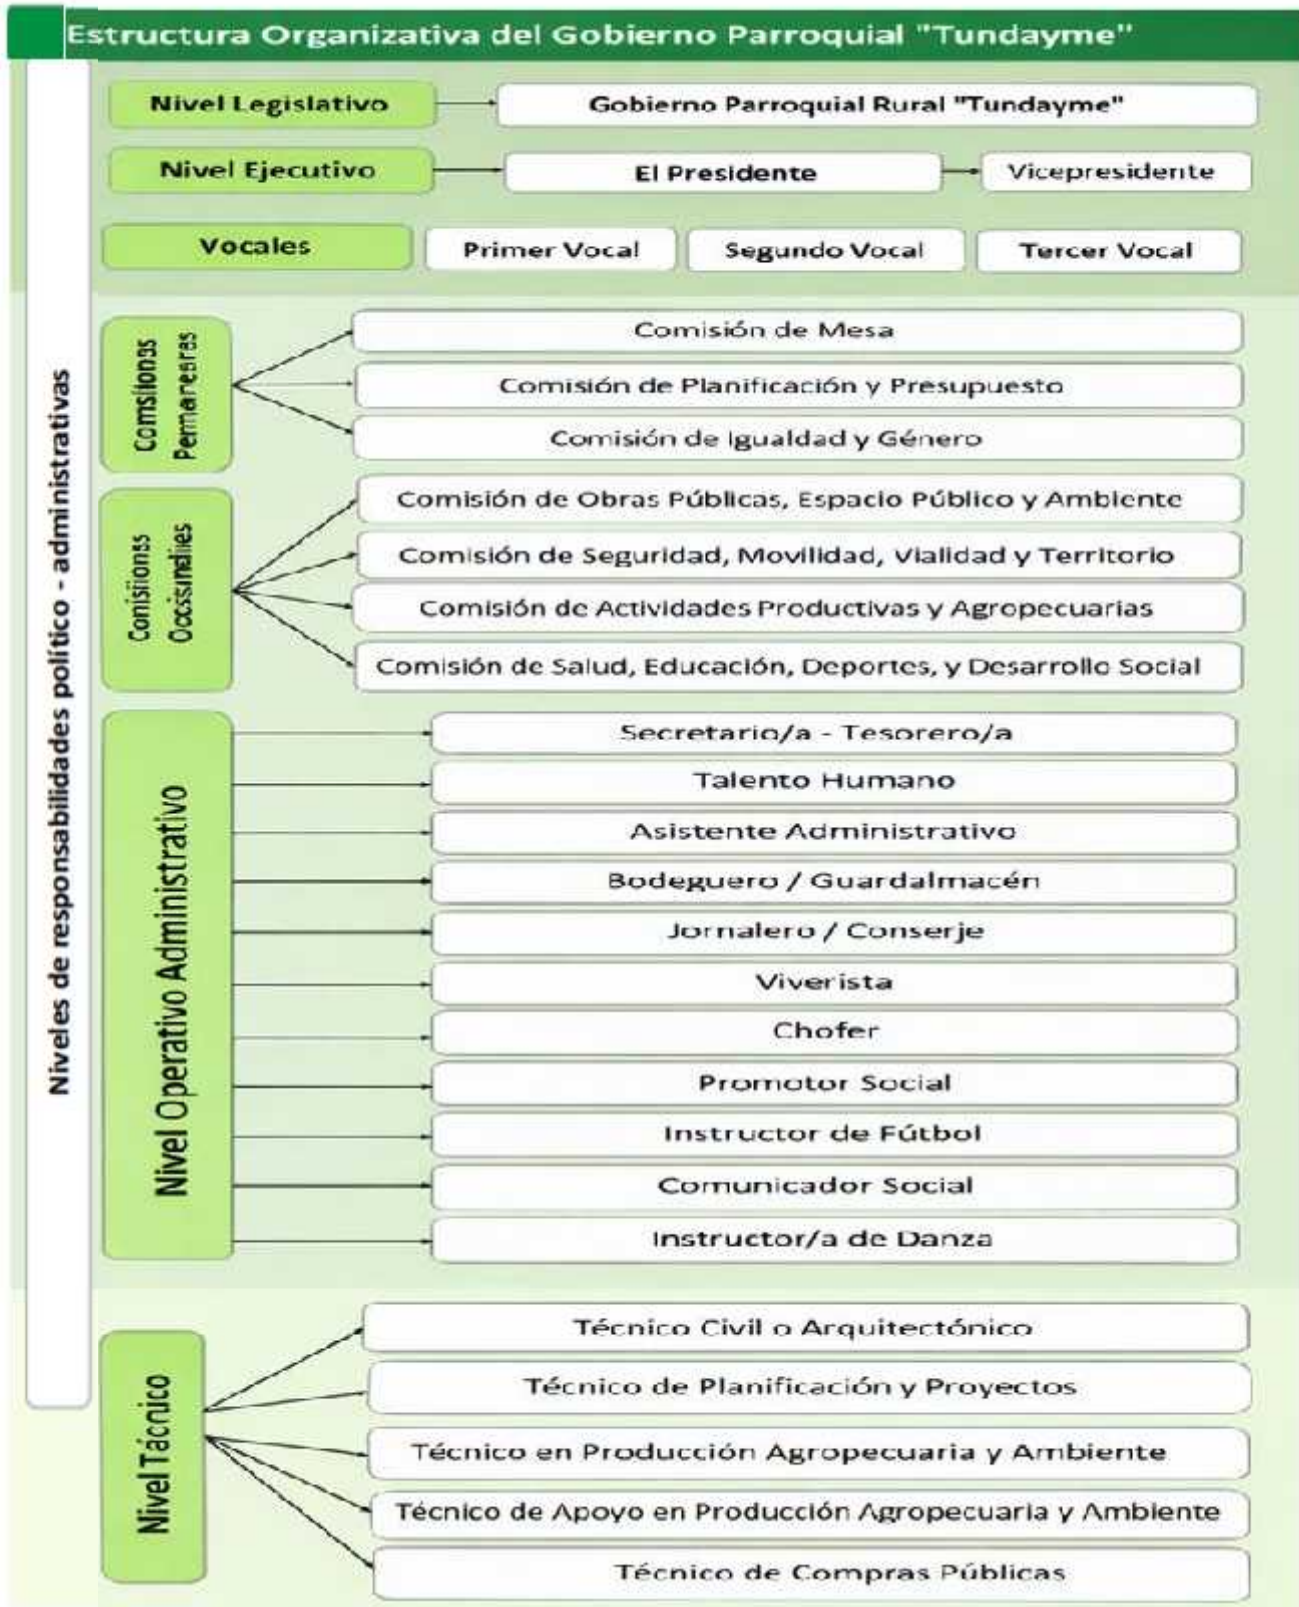 Estructura Organizativa del Gobierno Parroquial "Tundayme"
Niveles de responsabilidades político - administrativas
Nivel Legislativo
Gobierno Parroquial Rural "Tundayme"
Nivel Ejecutivo
El Presidente
Vicepresidente
Vocales
Primer Vocal
Segundo Vocal
Tercer Vocal
Comisión de Mesa
Comisión de Planificación y Presupuesto
Comisión de Igualdad y Género
Comisión de Obras Públicas, Espacio Público y Ambiente
Comisión de Seguridad, Movilidad, Vialidad y Territorio
Comisión de Actividades Productivas y Agropecuarias
Comisión de Salud, Educación, Deportes, y Desarrollo Social
Nivel Operativo Administrativo
Secretario/a - Tesorero/a
Talento Humano
Asistente Administrativo
Bodeguero / Guardalmacén
Jornalero / Conserje
Viverista
Chofer
Promotor Social
Instructor de Fútbol
Comunicador Social
Instructor/a de Danza
Nivel Tácnico
Técnico Civil o Arquitectónico
Técnico de Planificación y Proyectos
Técnico en Producción Agropecuaria y Ambiente
Técnico de Apoyo en Producción Agropecuaria y Ambiente
Técnico de Compras Públicas